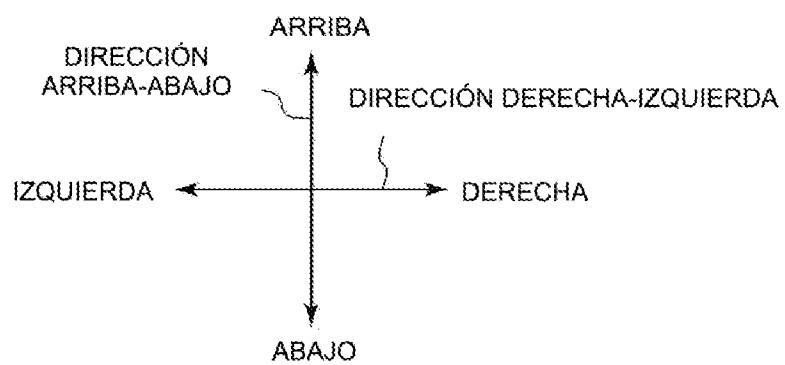 ARRIBA
DIRECCIÓN
ARRIBA-ABAJO
DIRECCIÓN DERECHA-IZQUIERDA
IZQUIERDA
DERECHA
ABAJO